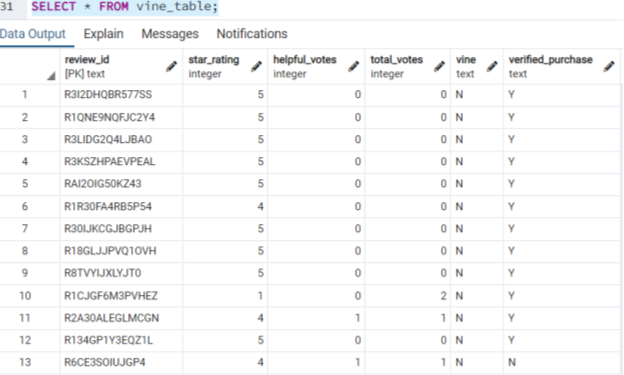 31 SELECT * FROM vine_table;
Data Output Explain Messages Notifications
review_id star_rating helpful_votes total_votes vine verified_purchase
[PK] text integer integer integer text text
1 R3I2DHQBR577SS 5 0 0 N Y
2 R1QNE9NQFJC2Y4 5 0 0 N Y
3 R3LIDG2Q4LJBAO 5 0 0 N Y
4 R3KSZHPAEVPEAL 5 0 0 N Y
5 RAI2OIG50KZ43 5 0 0 N Y
6 R1R30FA4RB5P54 4 0 0 N Y
7 R30IJKCGJBGPJH 5 0 0 N Y
8 R18GLJJPVQ1OVH 5 0 0 N Y
9 R8TVYIJXLYJT0 5 0 0 N Y
10 R1CJGF6M3PVHEZ 1 0 2 N Y
11 R2A30ALEGLMCGN 4 1 1 N Y
12 R134GP1Y3EQZ1L 5 0 0 N Y
13 R6CE3SOIUJGP4 4 1 1 N N